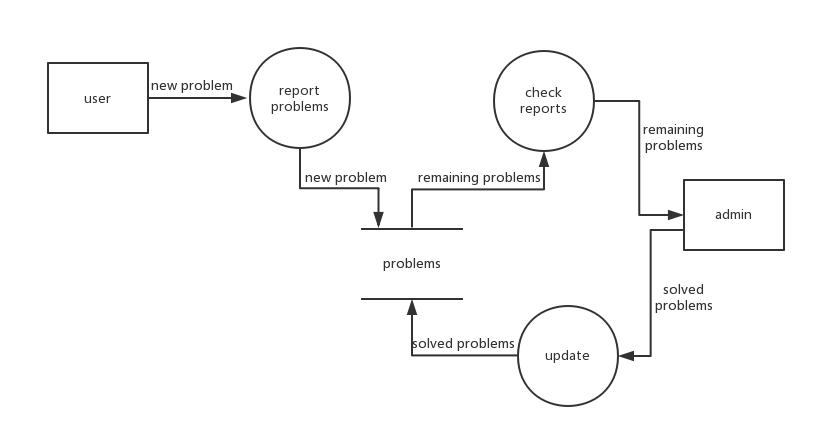 user
new problem
report
problems
check
reports
remaining
problems
new problem
remaining problems
admin
problems
solved
problems
solved problems
update